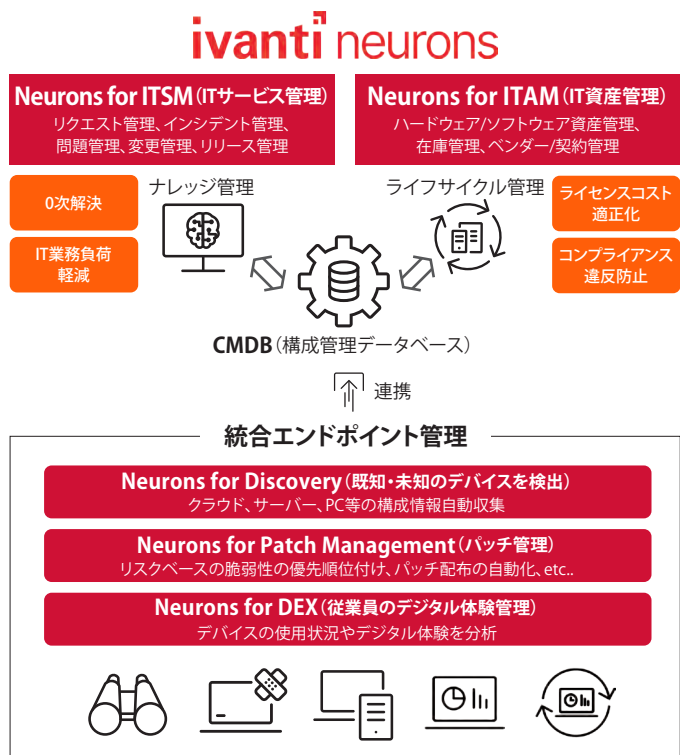 ivanti neurons
Neurons for ITSM(ITサービス管理)
リクエスト管理、インシデント管理、
問題管理、変更管理、リリース管理
Neurons for ITAM(IT資産管理)
ハードウェア/ソフトウェア資産管理、
在庫管理、ベンダー/契約管理
0次解決
IT業務負荷
軽減
ナレッジ管理
ライフサイクル管理
ライセンスコスト
適正化
コンプライアンス
違反防止
CMDB(構成管理データベース)
連携
統合エンドポイント管理
Neurons for Discovery(既知・未知のデバイスを検出)
クラウド、サーバー、PC等の構成情報自動収集
Neurons for Patch Management(パッチ管理)
リスクベースの脆弱性の優先順位付け、パッチ配布の自動化、etc..
Neurons for DEX(従業員のデジタル体験管理)
デバイスの使用状況やデジタル体験を分析